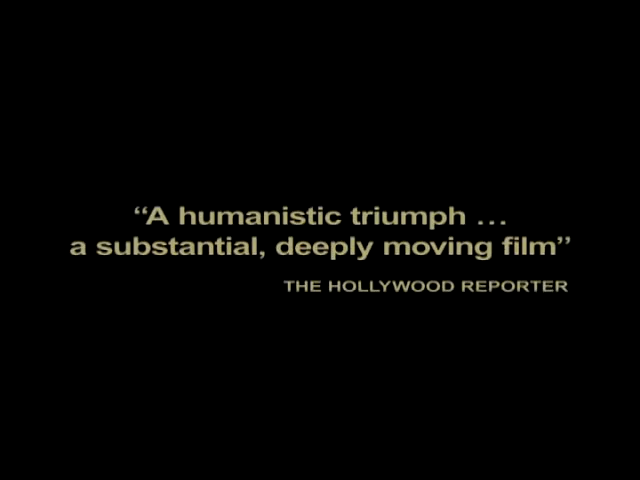 “A humanistic triumph …
a substantial, deeply moving film”
THE HOLLYWOOD REPORTER